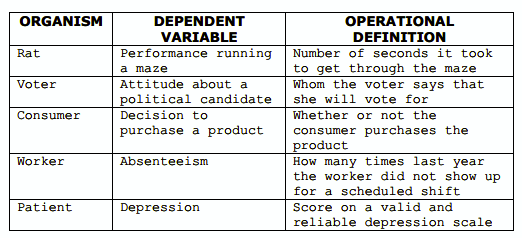 ORGANISM DEPENDENT VARIABLE OPERATIONAL DEFINITION
Rat Performance running a maze Number of seconds it took to get through the maze
Voter Attitude about a political candidate Whom the voter says that she will vote for
Consumer Decision to purchase a product Whether or not the consumer purchases the product
Worker Absenteeism How many times last year the worker did not show up for a scheduled shift
Patient Depression Score on a valid and reliable depression scale